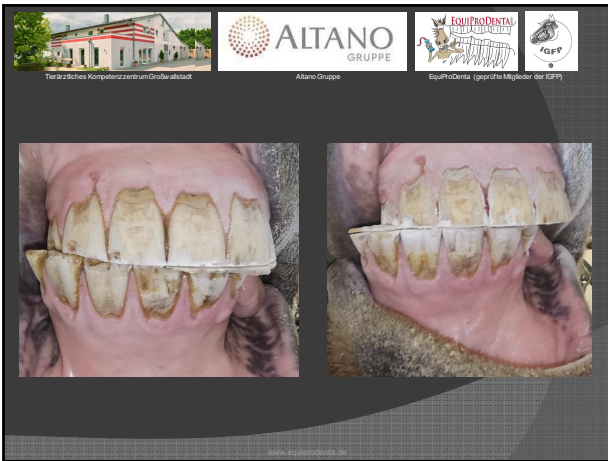 ALTANO
GRUPPE
EQUIPRODENTA
IGFP
Tierärztliches Kompetenzzentrum Großwallstadt
Altano Gruppe
EquiProDenta (geprüfte Mitglieder der IGFP)
www.equiprodenta.de